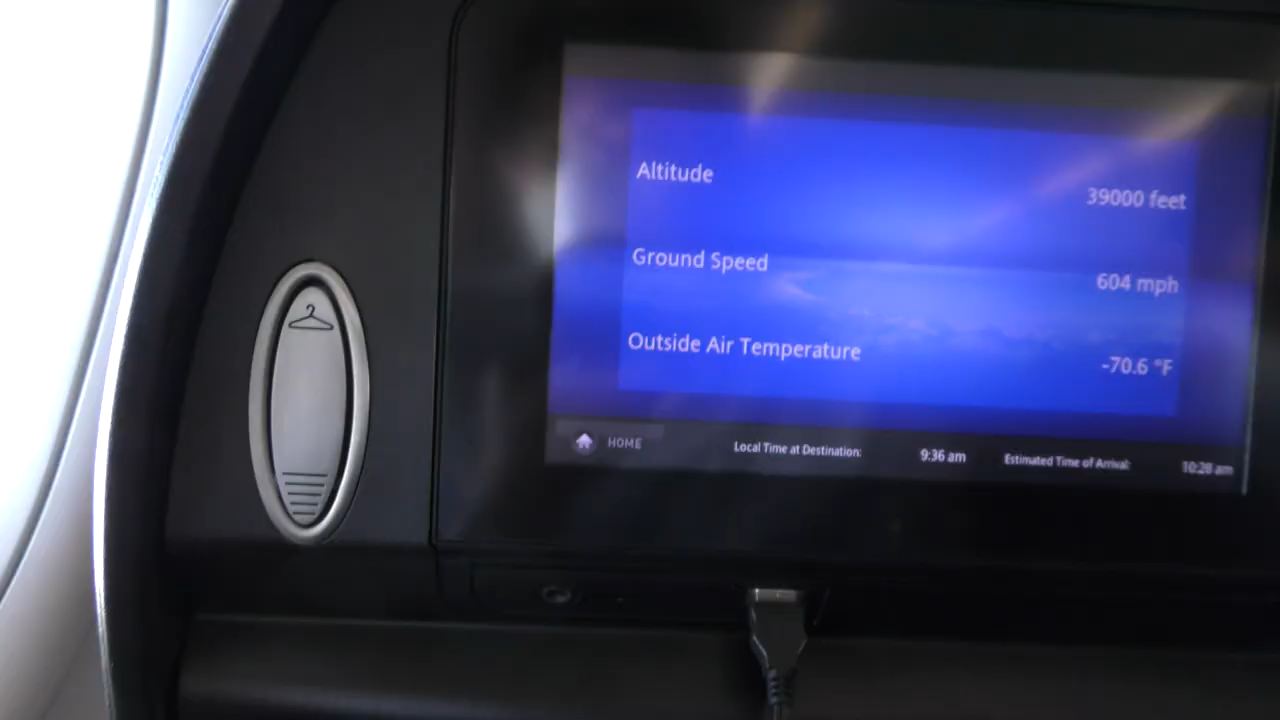 Altitude
39000 feet
Ground Speed
604 mph
Outside Air Temperature
-70.6 °F
HOME
Local Time at Destination:
9:36 am
Estimated Time of Arrival:
10:28 am